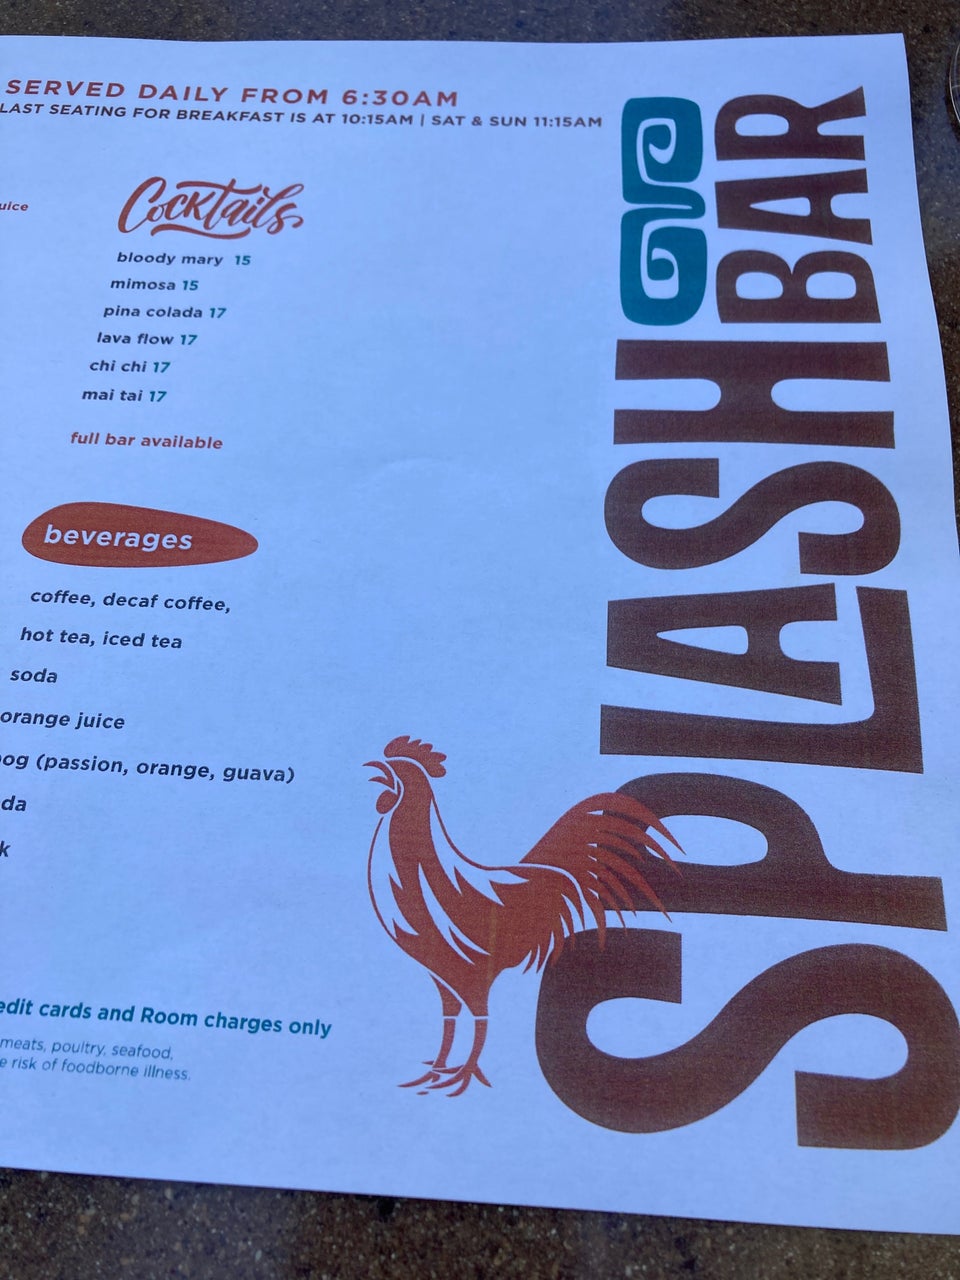 SERVED DAILY FROM 6:30AM
LAST SEATING FOR BREAKFAST IS AT 10:15AM | SAT & SUN 11:15AM
Cocktails
bloody mary 15
mimosa 15
pina colada 17
lava flow 17
chi chi 17
mai tai 17
full bar available
beverages
coffee, decaf coffee,
hot tea, iced tea
soda
orange juice
(passion, orange, guava)
cards and Room charges only
meats, poultry, seafood,
risk of foodborne illness.
SPLASH BAR